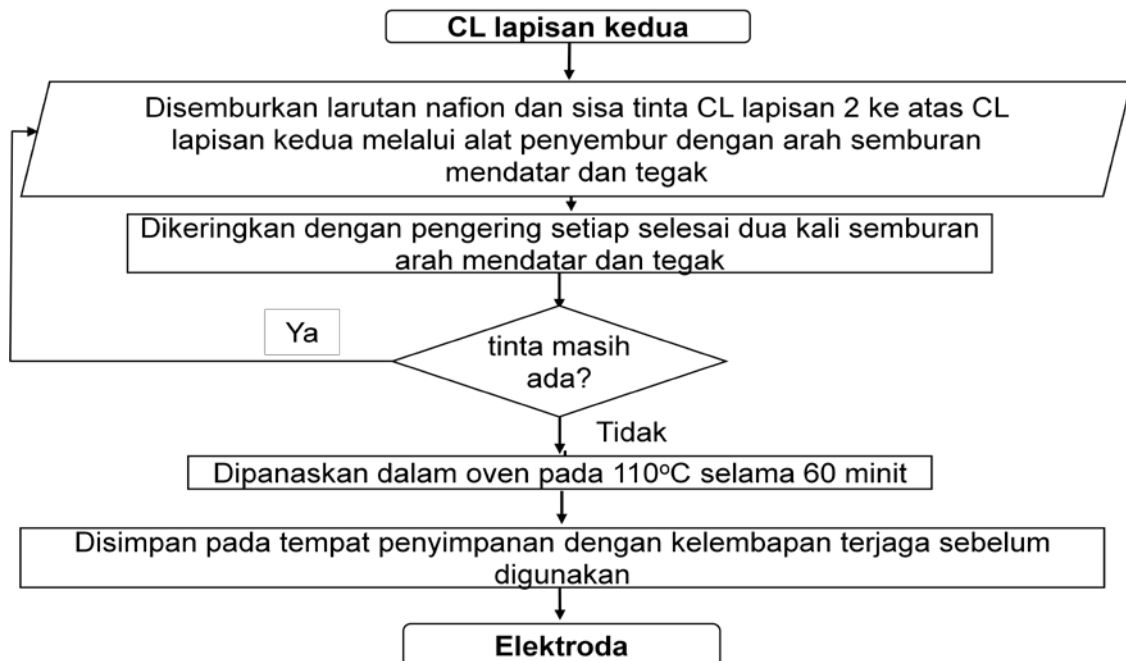 CL lapisan kedua
Disemburkan larutan nafion dan sisa tinta CL lapisan 2 ke atas CL
lapisan kedua melalui alat penyembur dengan arah semburan
mendatar dan tegak
Dikeringkan dengan pengering setiap selesai dua kali semburan
arah mendatar dan tegak
Ya
tinta masih
ada?
Tidak
Dipanaskan dalam oven pada 110°C selama 60 minit
Disimpan pada tempat penyimpanan dengan kelembapan terjaga sebelum
digunakan
Elektroda